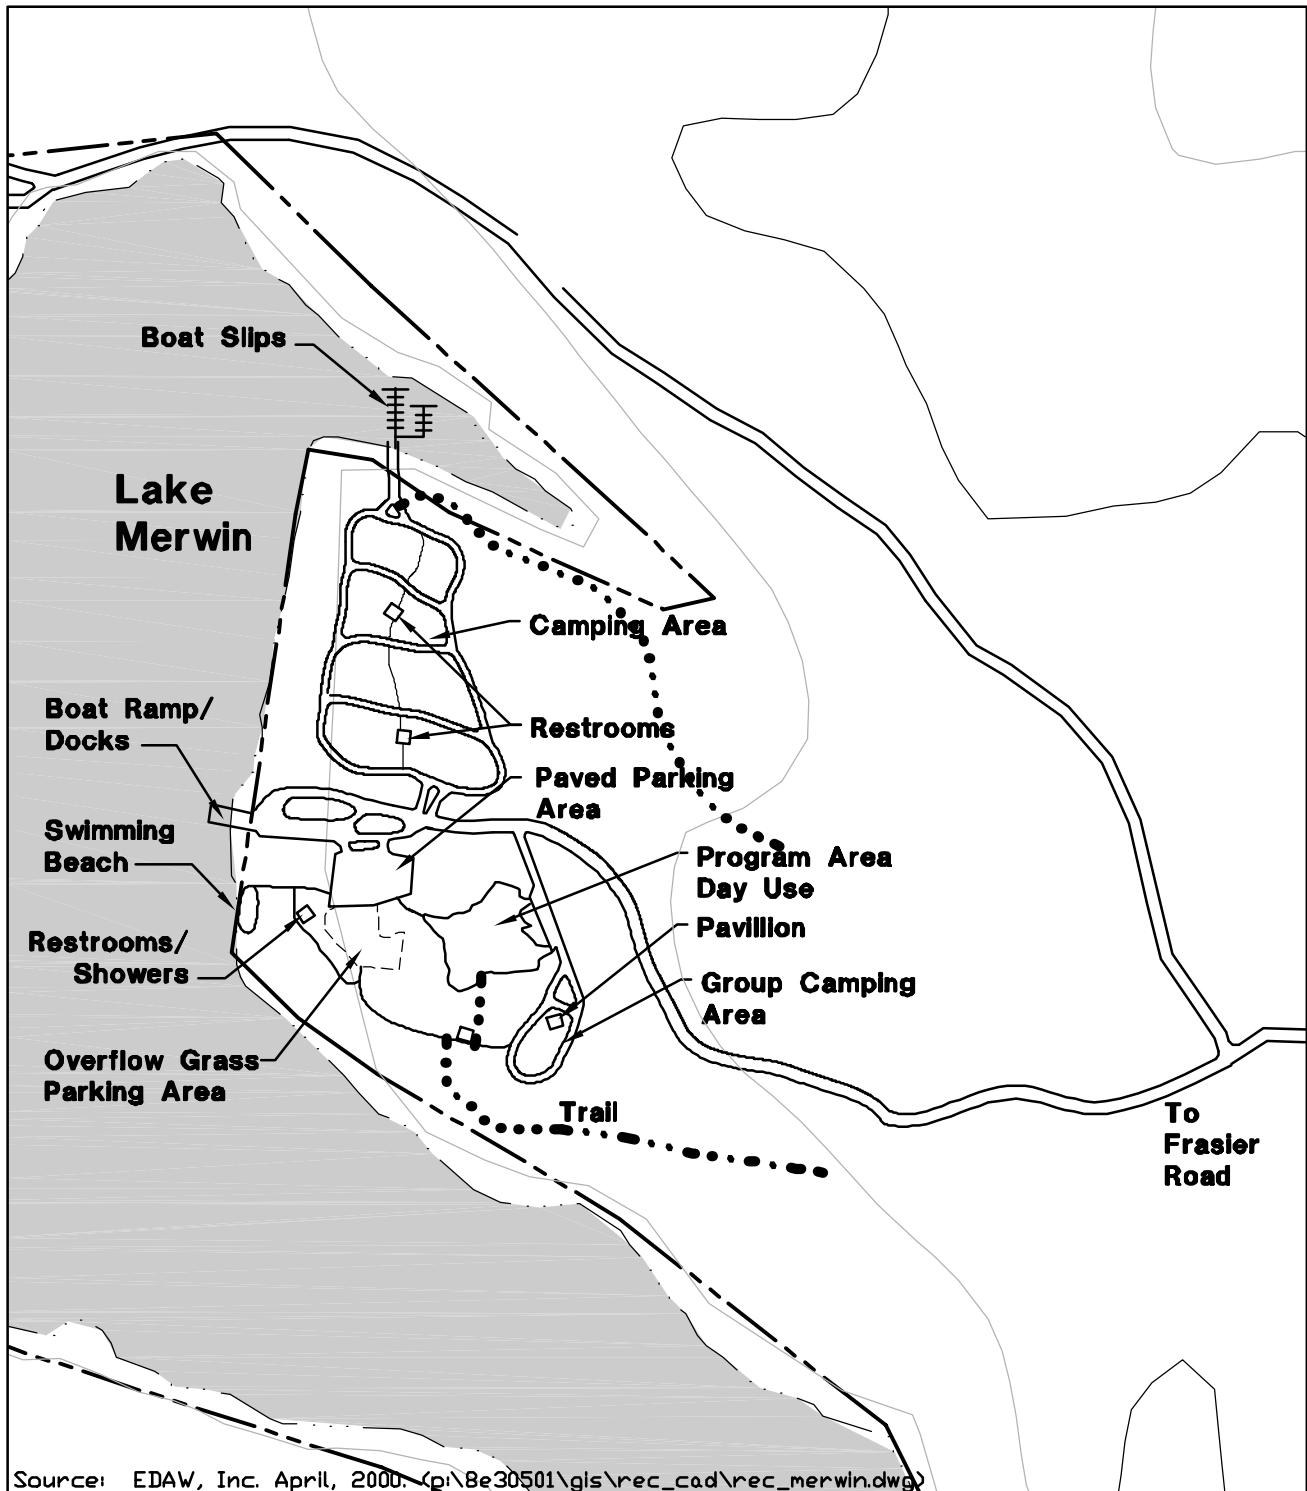 Boat Slips
Lake
Merwin
Camping Area
Boat Ramp/
Docks
Restrooms
Paved Parking
Area
Swimming
Beach
Program Area
Day Use
Pavillion
Restrooms/
Showers
Group Camping
Area
Overflow Grass
Parking Area
Trail
To
Frasier
Road
Source: EDAW, Inc. April, 2000. (p:\8e30501\gis\rec_cad\rec_merwin.dwg)